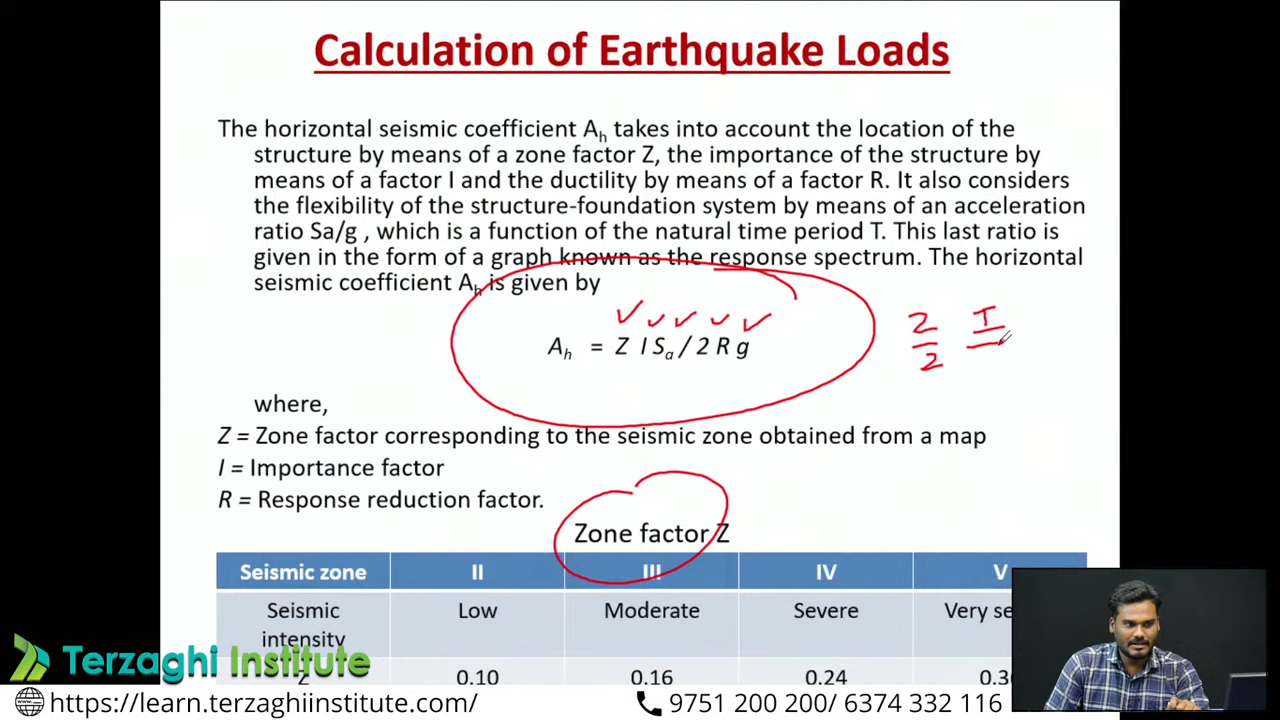 Calculation of Earthquake Loads
The horizontal seismic coefficient Ah takes into account the location of the
structure by means of a zone factor Z, the importance of the structure by
means of a factor I and the ductility by means of a factor R. It also considers
the flexibility of the structure-foundation system by means of an acceleration
ratio Sa/g , which is a function of the natural time period T. This last ratio is
given in the form of a graph known as the response spectrum. The horizontal
seismic coefficient Ah is given by
Z I
2
Ah = Z I Sa / 2 R g
where,
Z = Zone factor corresponding to the seismic zone obtained from a map
I = Importance factor
R = Response reduction factor.
Zone factor Z
Seismic zone II III IV V
Seismic Low Moderate Severe Very
intensity
Z 0.10 0.16 0.24
Terzaghi Institute
https://learn.terzaghiinstitute.com/ 9751 200 200/ 6374 332 116